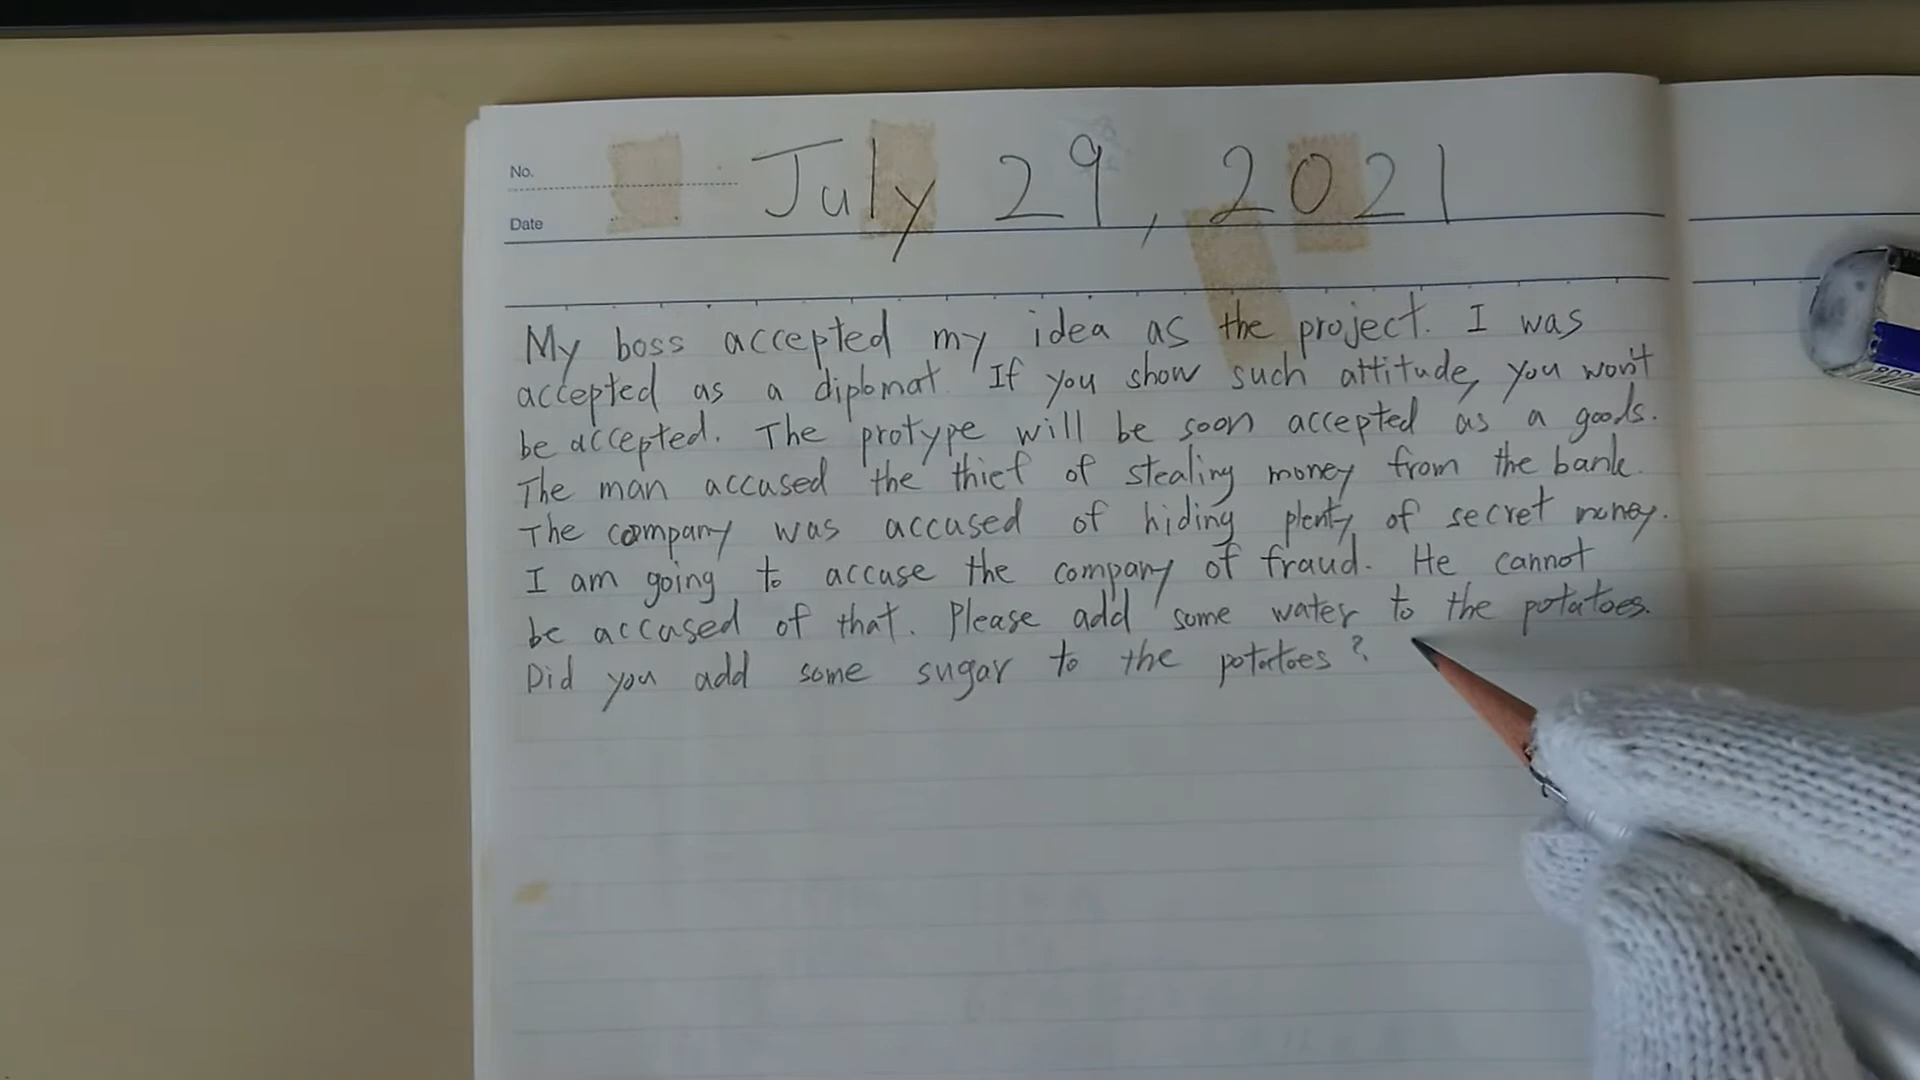 No.
July 29, 2021
Date
My boss accepted my idea as the project. I was
accepted as a diplomat. If you show such attitude, you won't
be accepted. The protype will be soon accepted as a goods.
The man accused the thief of stealing money from the bank.
The company was accused of hiding plenty of secret money.
I am going to accuse the company of fraud. He cannot
be accused of that. Please add some water to the potatoes.
Did you add some sugar to the potatoes?